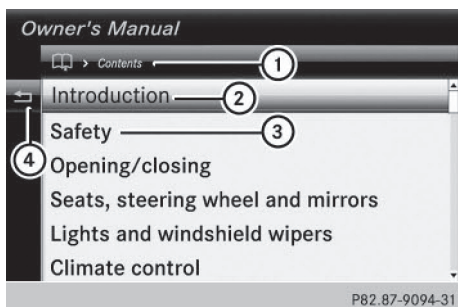 Owner's Manual
> Contents
1
Introduction
2
Safety
3
4
Opening/closing
Seats, steering wheel and mirrors
Lights and windshield wipers
Climate control
P82.87-9094-31